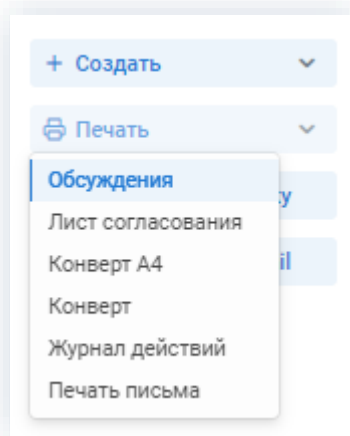 + Создать
Печать
Обсуждения
Лист согласования
Конверт А4
Конверт
Журнал действий
Печать письма